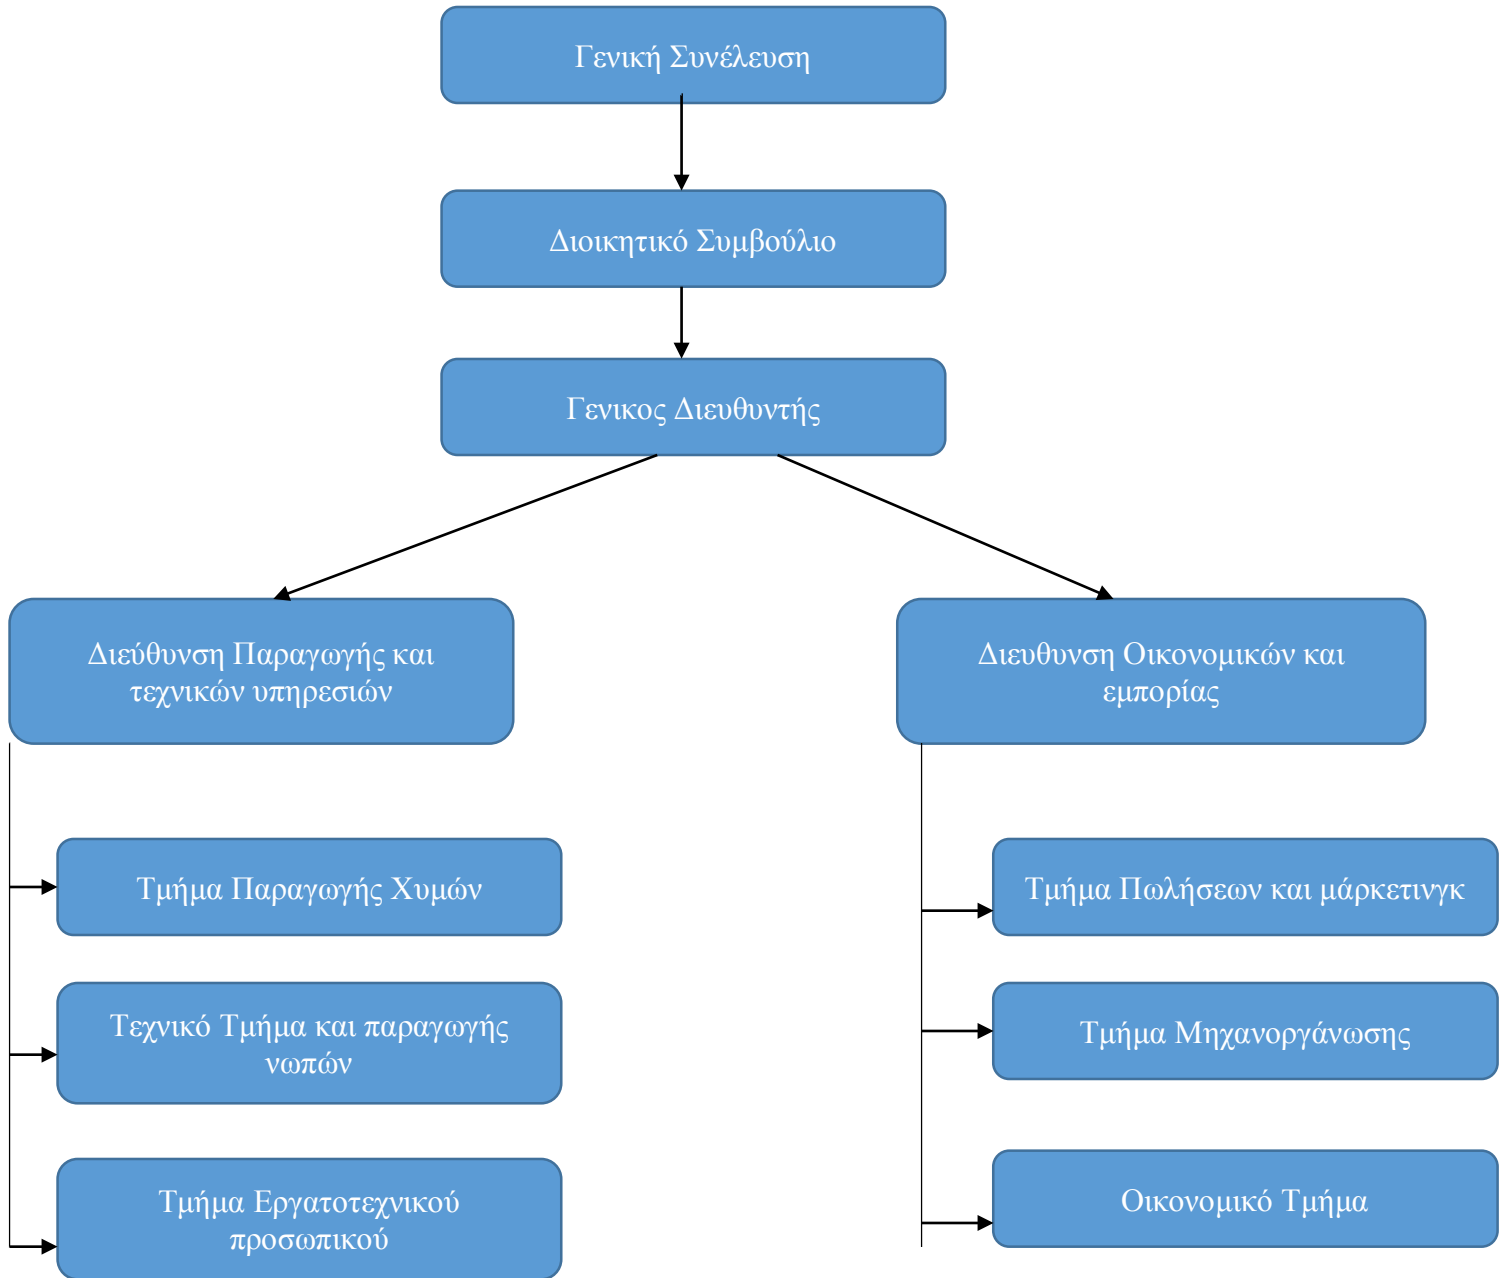 Γενική Συνέλευση
Διοικητικό Συμβούλιο
Γενικος Διευθυντής
Διεύθυνση Παραγωγής και
τεχνικών υπηρεσιών
Διευθυνση Οικονομικών και
εμπορίας
Τμήμα Παραγωγής Χυμών
Τεχνικό Τμήμα και παραγωγής
νωπών
Τμήμα Εργατοτεχνικού
προσωπικού
Τμήμα Πωλήσεων και μάρκετινγκ
Τμήμα Μηχανοργάνωσης
Οικονομικό Τμήμα